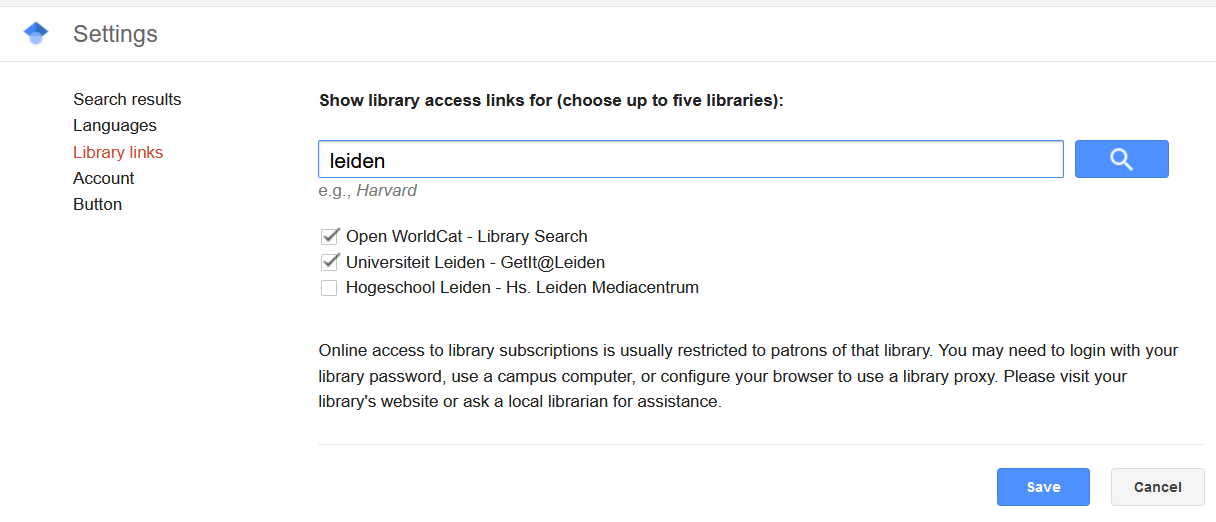 Settings
Search results
Languages
Library links
Account
Button
Show library access links for (choose up to five libraries):
leiden
e.g., Harvard
Open WorldCat - Library Search
Universiteit Leiden - GetIt@Leiden
Hogeschool Leiden - Hs. Leiden Mediacentrum
Online access to library subscriptions is usually restricted to patrons of that library. You may need to login with your
library password, use a campus computer, or configure your browser to use a library proxy. Please visit your
library's website or ask a local librarian for assistance.
Save
Cancel